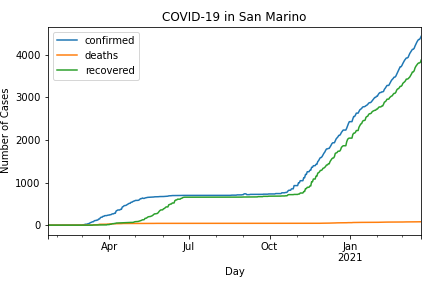 COVID-19 in San Marino
confirmed
deaths
recovered
Number of Cases
4000
3000
2000
1000
0
Apr
Jul
Oct
Jan
2021
Day